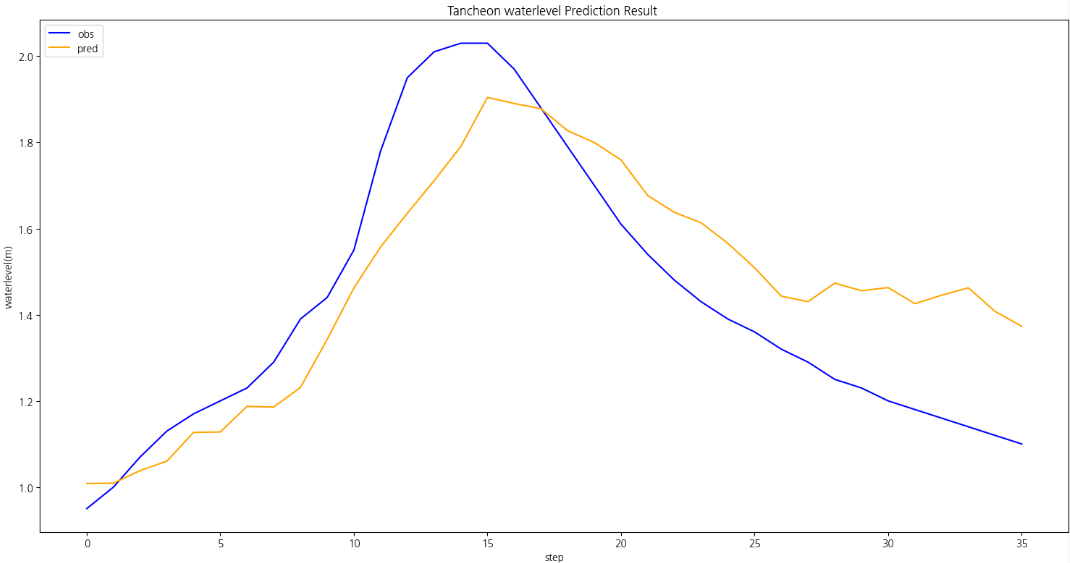 Tancheon waterlevel Prediction Result
obs
pred
2.0
1.8
1.6
1.4
1.2
1.0
waterlevel(m)
0 5 10 15 20 25 30 35
step